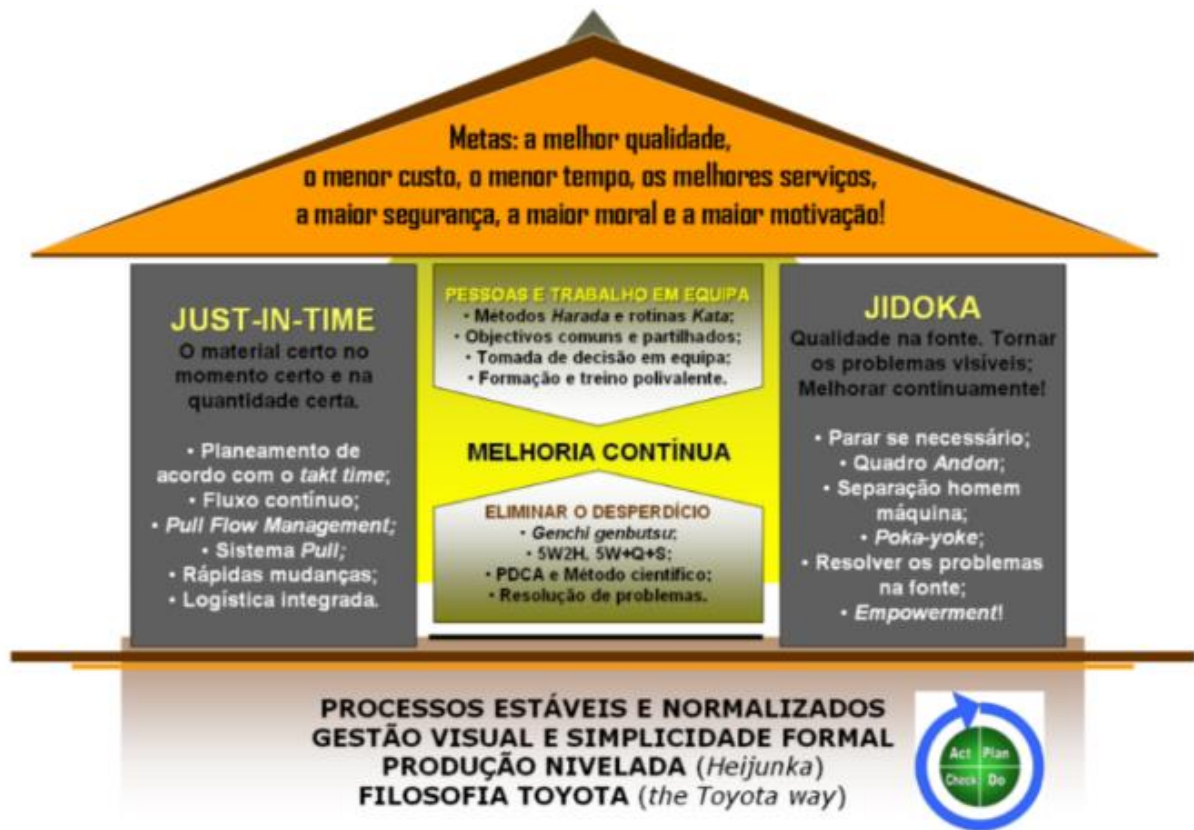 Metas: a melhor qualidade,
o menor custo, o menor tempo, os melhores serviços,
a maior segurança, a maior moral e a maior motivação!
JUST-IN-TIME
O material certo no
momento certo e na
quantidade certa.
• Planeamento de
acordo com o takt time;
• Fluxo contínuo;
• Pull Flow Management;
• Sistema Pull;
• Rápidas mudanças;
• Logística integrada.
PESSOAS E TRABALHO EM EQUIPA
• Métodos Harada e rotinas Kata;
• Objectivos comuns e partilhados;
• Tomada de decisão em equipa;
• Formação e treino polivalente.
MELHORIA CONTÍNUA
ELIMINAR O DESPERDÍCIO
• Genchi genbutsu;
• 5W2H, 5W+Q+S;
• PDCA e Método científico;
• Resolução de problemas.
JIDOKA
Qualidade na fonte. Tornar
os problemas visíveis;
Melhorar continuamente!
• Parar se necessário;
• Quadro Andon;
• Separação homem
máquina;
• Poka-yoke;
• Resolver os problemas
na fonte;
• Empowerment!
PROCESSOS ESTÁVEIS E NORMALIZADOS
GESTÃO VISUAL E SIMPLICIDADE FORMAL
PRODUÇÃO NIVELADA (Heijunka)
FILOSOFIA TOYOTA (the Toyota way)
Act Plan
Check Do